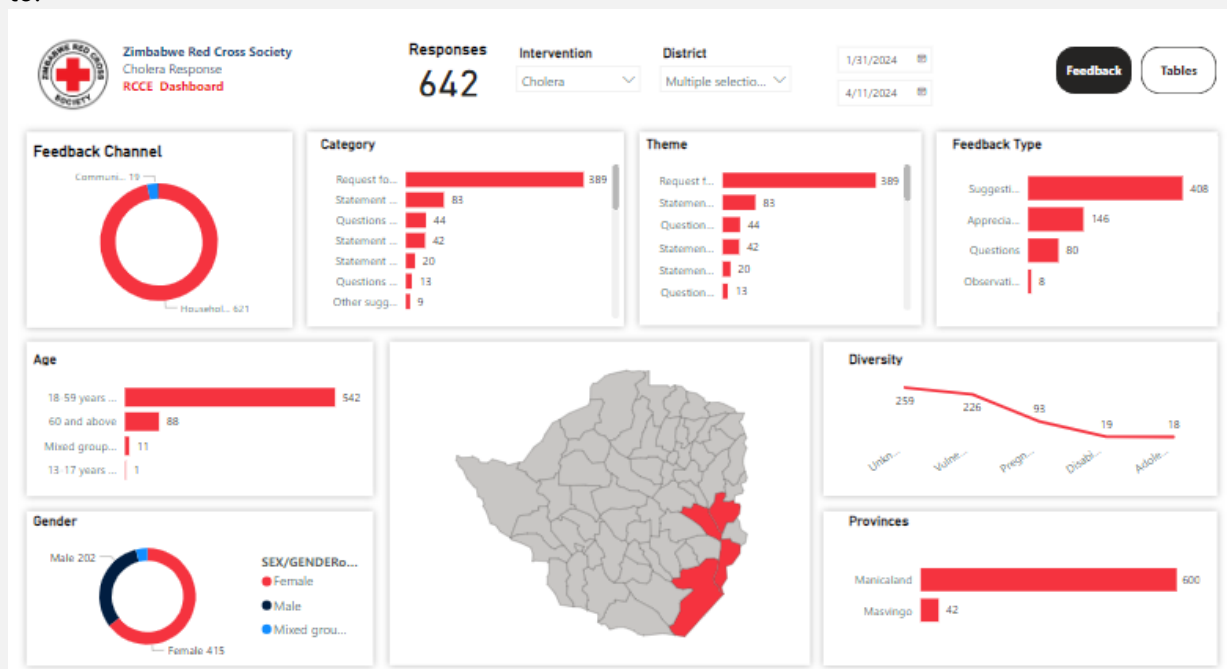 to.
ZIMBABWE RED CROSS
SOCIETY
Zimbabwe Red Cross Society
Cholera Response
RCCE Dashboard
Responses
642
Intervention
Cholera
District
Multiple selectio...
1/31/2024
4/11/2024
Feedback
Tables
Feedback Channel
Communi... 19
Househol... 621
Category
Request fo... 389
Statement ... 83
Questions ... 44
Statement ... 42
Statement ... 20
Questions ... 13
Other sugg... 9
Theme
Request f... 389
Statemen... 83
Question... 44
Statemen... 42
Statemen... 20
Question... 13
Feedback Type
Suggesti... 408
Apprecia... 146
Questions 80
Observati... 8
Age
18-59 years ... 542
60 and above 88
Mixed group... 11
13-17 years ... 1
Gender
Male 202
Female 415
SEX/GENDERo...
Female
Male
Mixed grou...
Diversity
259 226 93 19 18
Unkn... Vulne... Pregn... Disabi... Adole...
Provinces
Manicaland 600
Masvingo 42